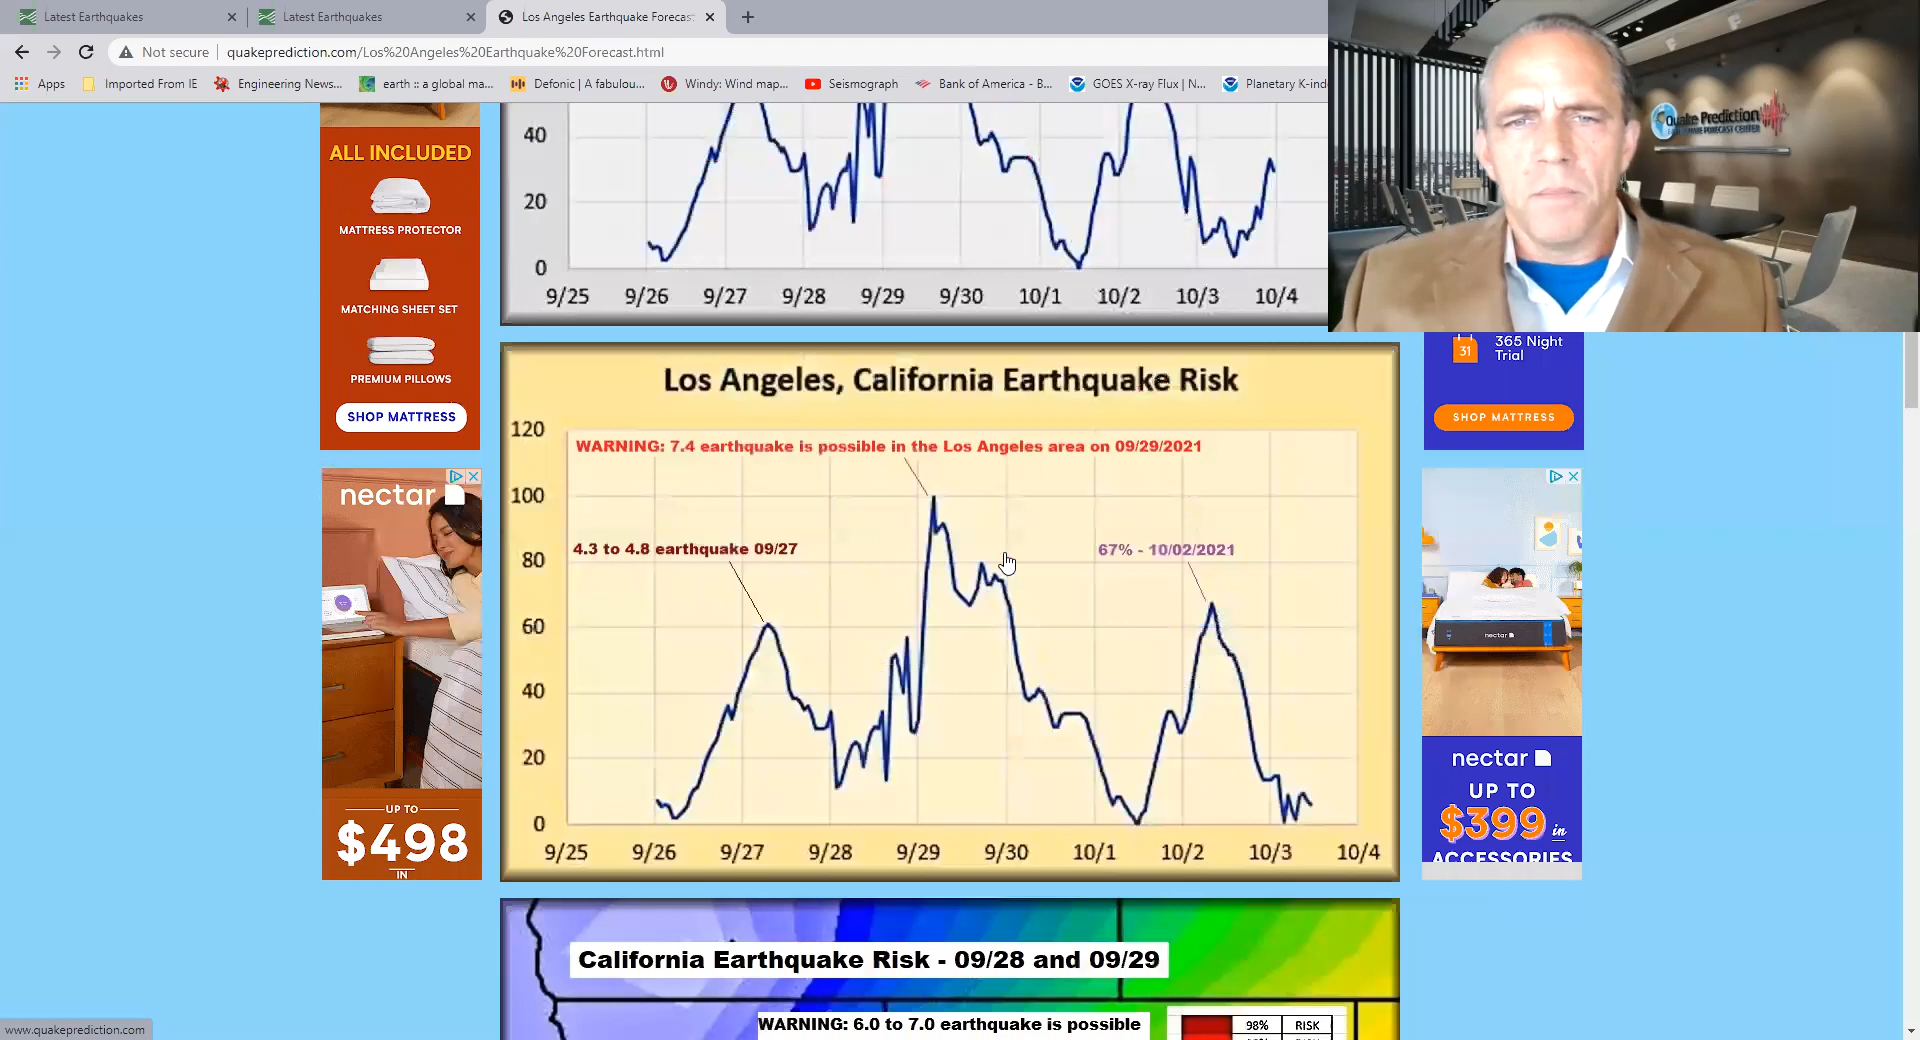 Latest Earthquakes
Latest Earthquakes
Los Angeles Earthquake Forecas
Not secure
quakeprediction.com/Los%20Angeles%20Earthquake%20Forecast.html
Apps
Imported From IE
Engineering News...
earth :: a global ma...
Defonic | A fabulou...
Windy: Wind map...
Seismograph
Bank of America - B...
GOES X-ray Flux | N...
Planetary K-ind
Quake Prediction
ALL INCLUDED
MATTRESS PROTECTOR
MATCHING SHEET SET
PREMIUM PILLOWS
SHOP MATTRESS
40
20
0
9/25 9/26 9/27 9/28 9/29 9/30 10/1 10/2 10/3 10/4
31
365 Night
Trial
SHOP MATTRESS
Los Angeles, California Earthquake Risk
120
WARNING: 7.4 earthquake is possible in the Los Angeles area on 09/29/2021
100
4.3 to 4.8 earthquake 09/27
67% - 10/02/2021
80
60
40
20
0
9/25 9/26 9/27 9/28 9/29 9/30 10/1 10/2 10/3 10/4
nectar
UP TO
$498
IN
nectar
nectar
UP TO
$399 in
ACCESSORIES
California Earthquake Risk - 09/28 and 09/29
WARNING: 6.0 to 7.0 earthquake is possible
98% RISK
www.quakeprediction.com